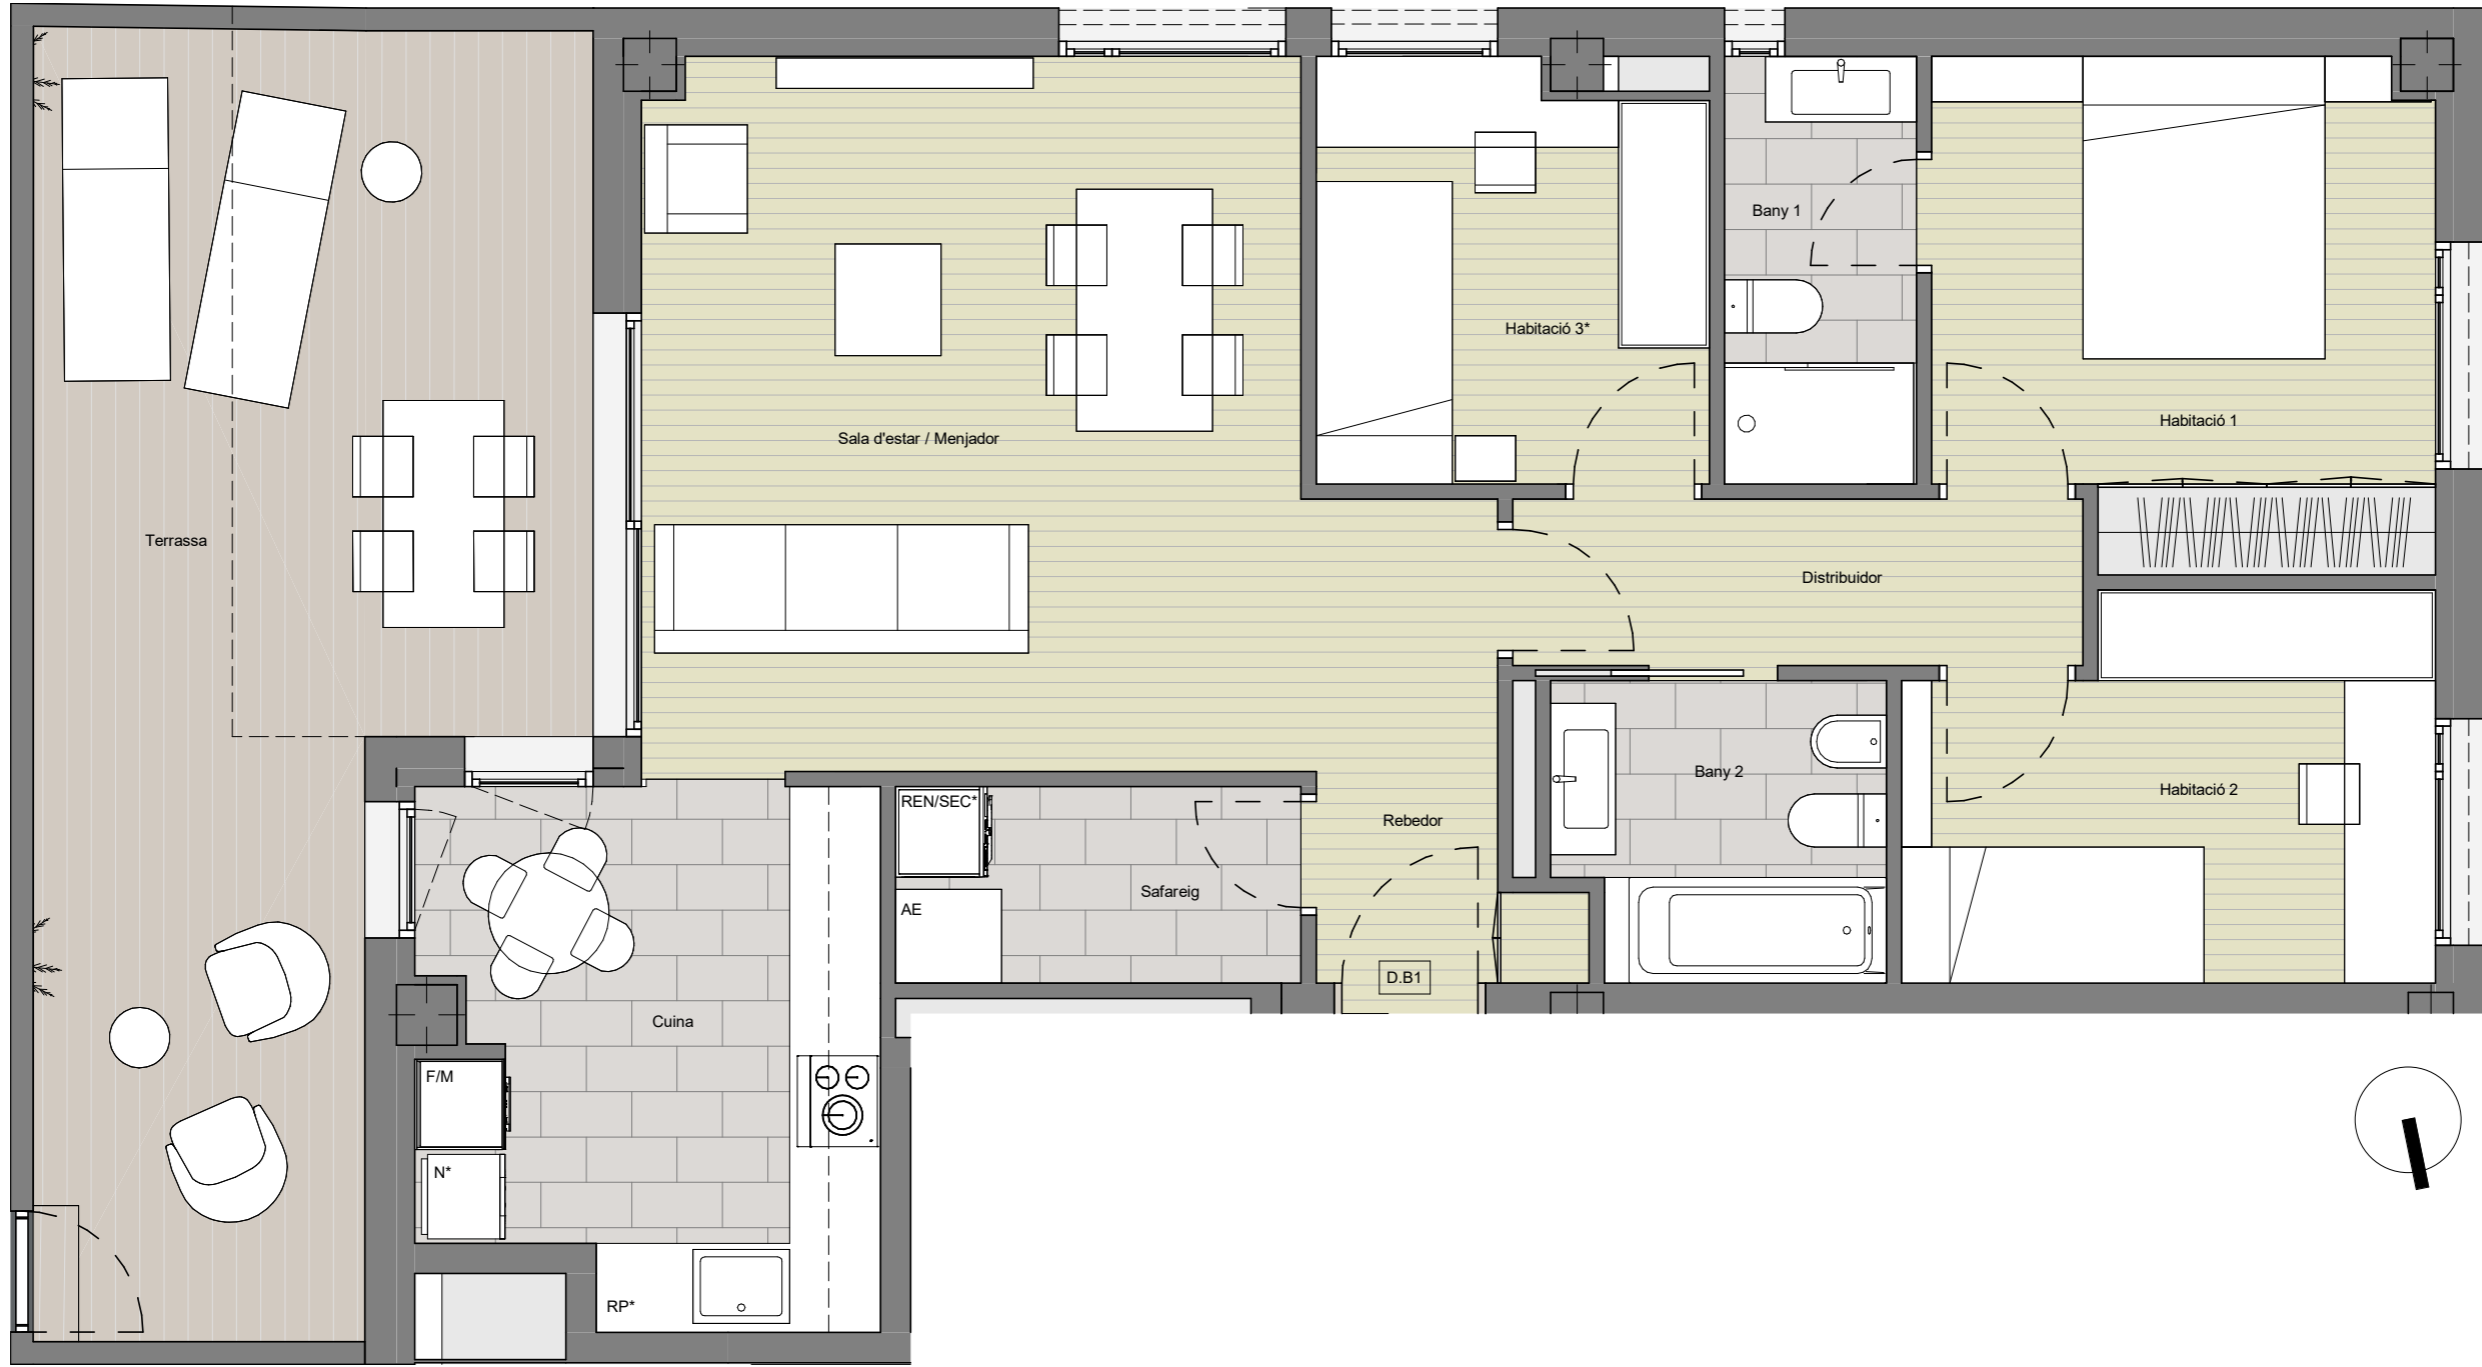 Bany 1
Habitació 3*
Habitació 1
Sala d'estar / Menjador
Terrassa
Distribuidor
Bany 2
Habitació 2
REN/SEC*
Rebedor
Safareig
AE
D.B1
Cuina
F/M
N*
RP*